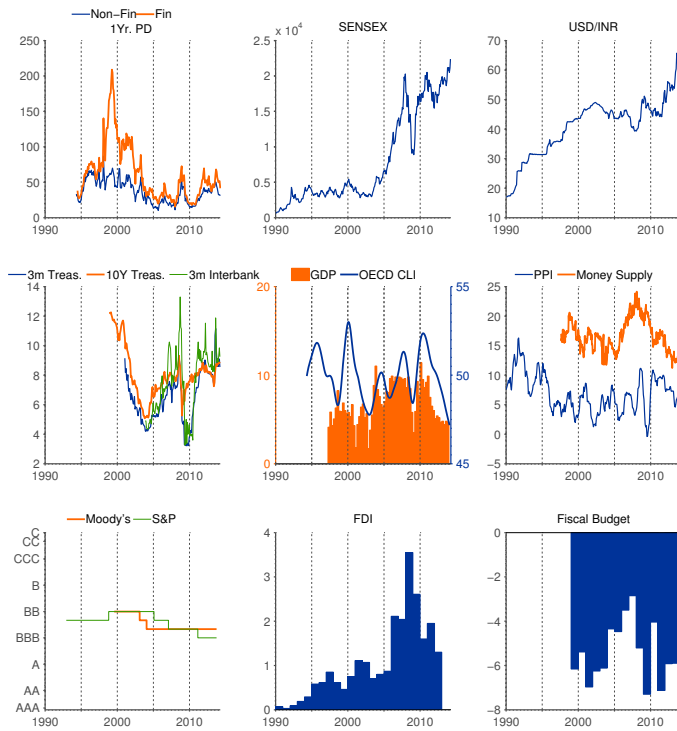 Non-Fin Fin
1Yr. PD
250
200
150
100
50
0
1990 2000 2010
x 10^4
SENSEX
2.5
2
1.5
1
0.5
0
1990 2000 2010
USD/INR
70
60
50
40
30
20
10
1990 2000 2010
3m Treas. 10Y Treas. 3m Interbank
14
12
10
8
6
4
2
1990 2000 2010
GDP OECD CLI
20 55
10 50
0 45
1990 2000 2010
PPI Money Supply
25
20
15
10
5
0
−5
1990 2000 2010
Moody's S&P
C
CC
CCC
B
BB
BBB
A
AA
AAA
1990 2000 2010
FDI
4
3
2
1
0
1990 2000 2010
Fiscal Budget
0
−2
−4
−6
−8
1990 2000 2010